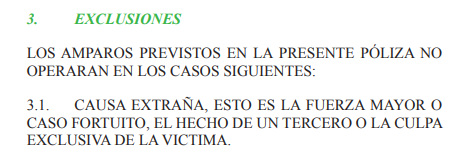 3. EXCLUSIONES
LOS AMPAROS PREVISTOS EN LA PRESENTE PÓLIZA NO
OPERARAN EN LOS CASOS SIGUIENTES:
3.1. CAUSA EXTRAÑA, ESTO ES LA FUERZA MAYOR O
CASO FORTUITO, EL HECHO DE UN TERCERO O LA CULPA
EXCLUSIVA DE LA VICTIMA.